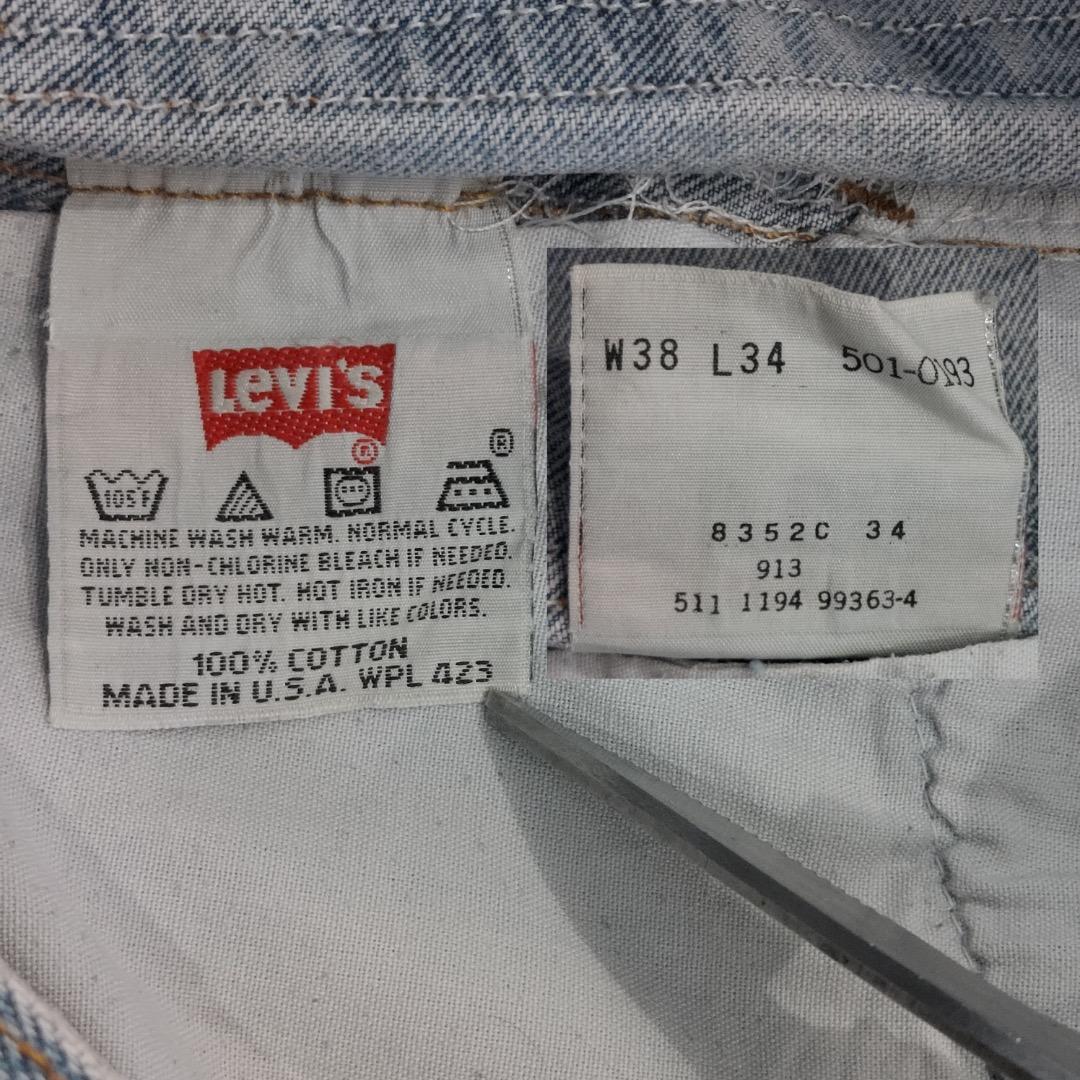 Levi's
®
105°F
MACHINE WASH WARM. NORMAL CYCLE.
ONLY NON-CHLORINE BLEACH IF NEEDED.
TUMBLE DRY HOT. HOT IRON IF NEEDED.
WASH AND DRY WITH LIKE COLORS.
100% COTTON
MADE IN U.S.A. WPL 423
W38 L34 501-0193
8352C 34
913
511 1194 99363-4